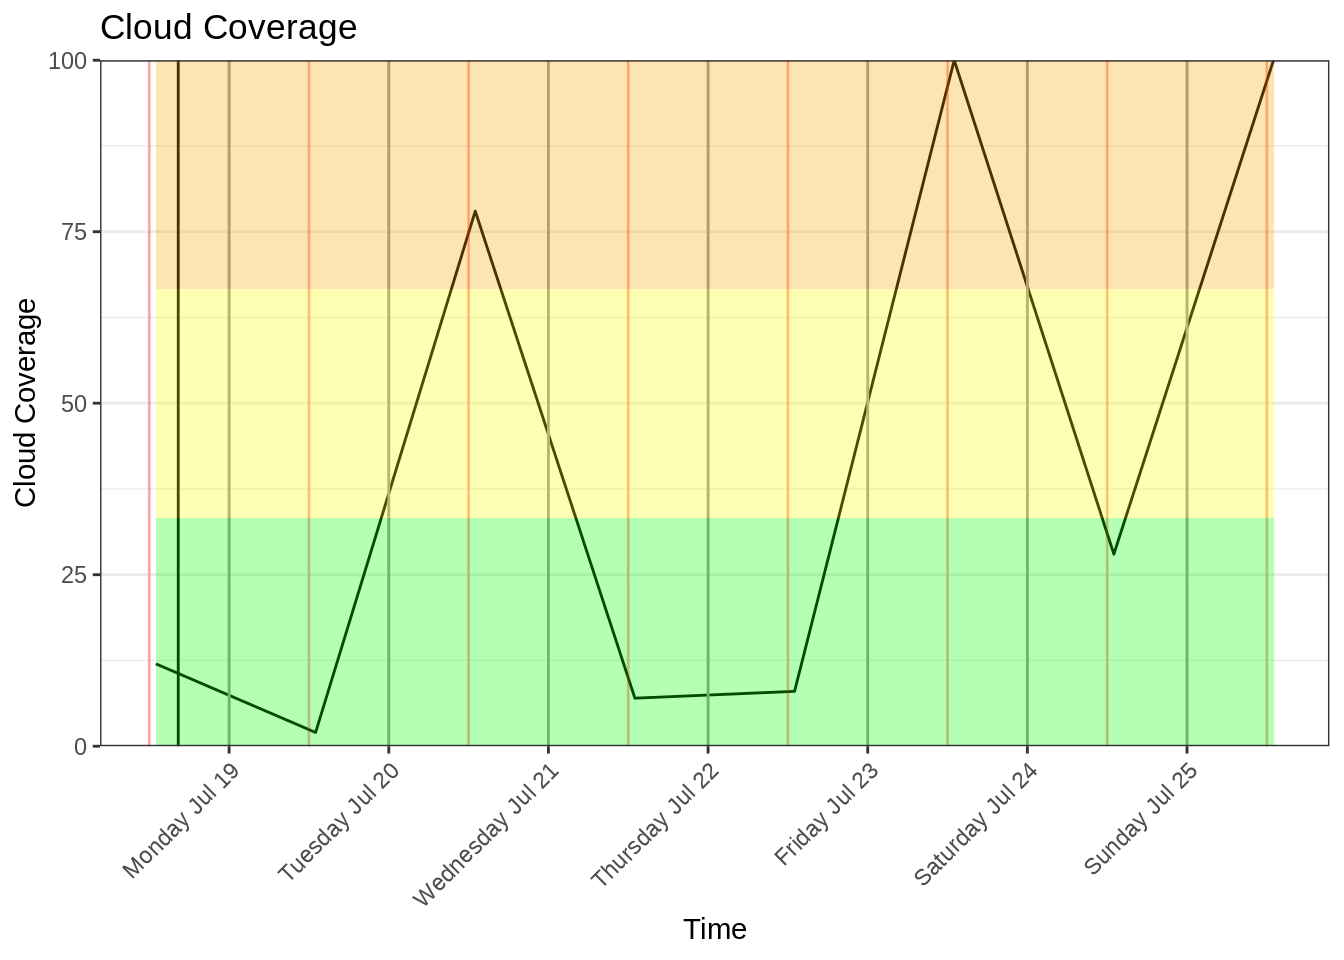 Cloud Coverage
Cloud Coverage
100
75
50
25
0
Monday Jul 19
Tuesday Jul 20
Wednesday Jul 21
Thursday Jul 22
Friday Jul 23
Saturday Jul 24
Sunday Jul 25
Time